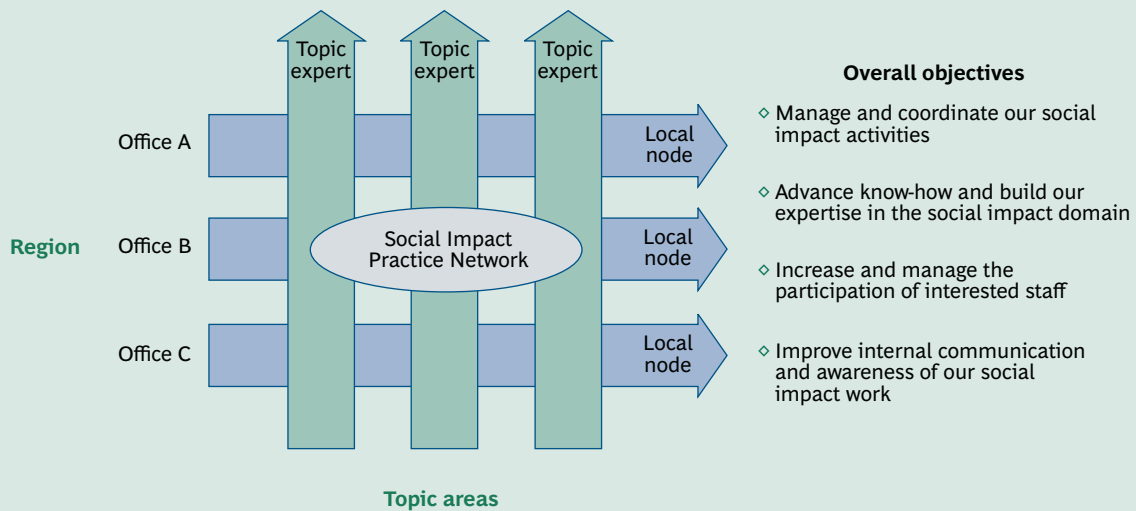 Topic
expert
Topic
expert
Topic
expert
Overall objectives
Office A
Local
node
◇ Manage and coordinate our social
impact activities
Region
Office B
Social Impact
Practice Network
Local
node
◇ Advance know-how and build our
expertise in the social impact domain
◇ Increase and manage the
participation of interested staff
Office C
Local
node
◇ Improve internal communication
and awareness of our social
impact work
Topic areas